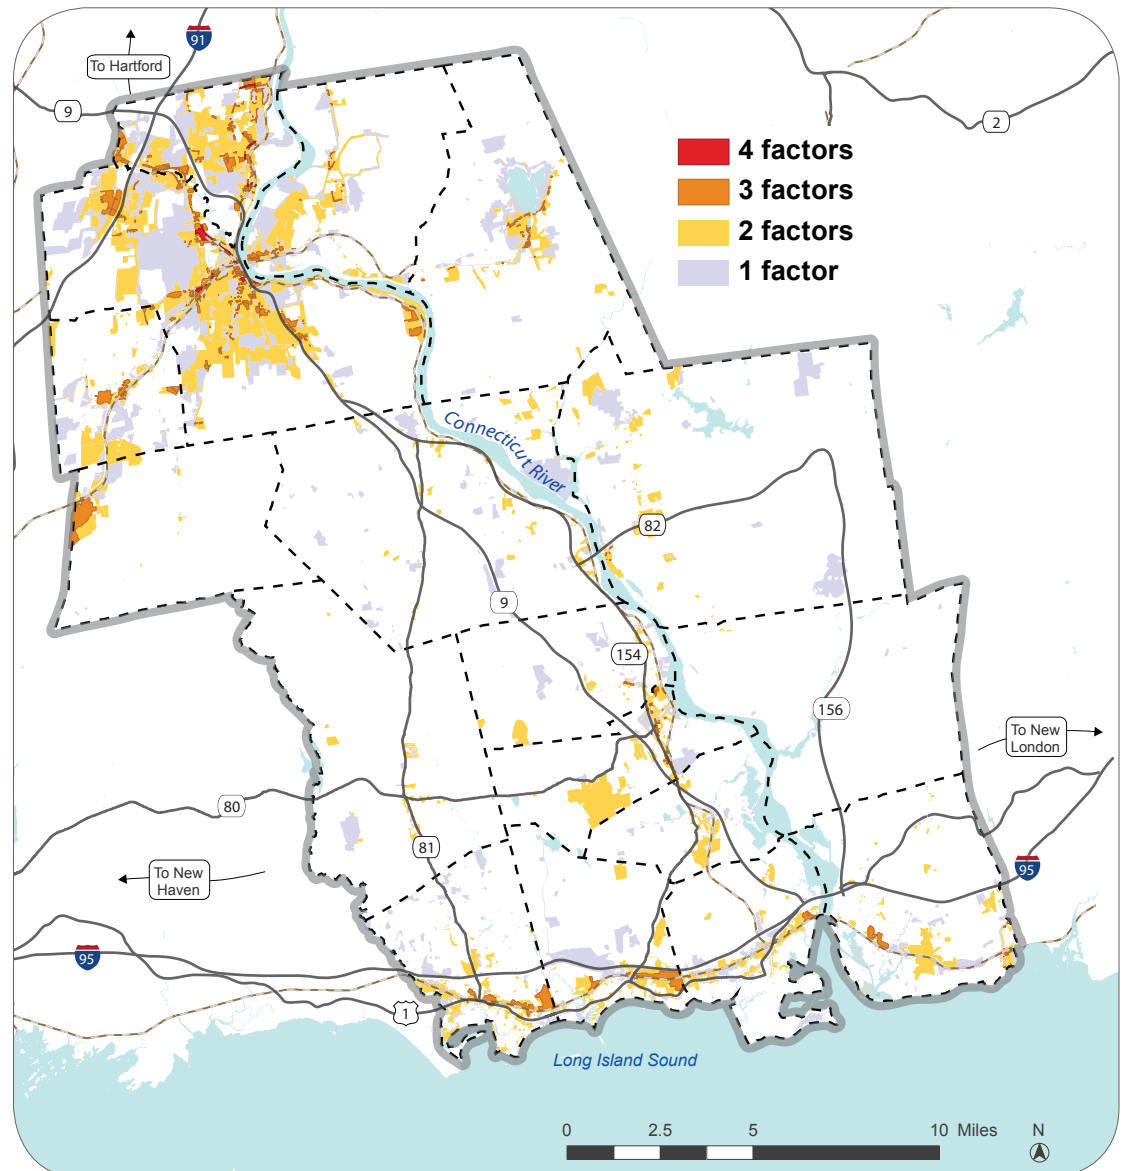 91
To Hartford
9
2
4 factors
3 factors
2 factors
1 factor
Connecticut River
82
9
154
156
To New
London
80
81
To New
Haven
95
95
1
Long Island Sound
0 2.5 5 10 Miles N